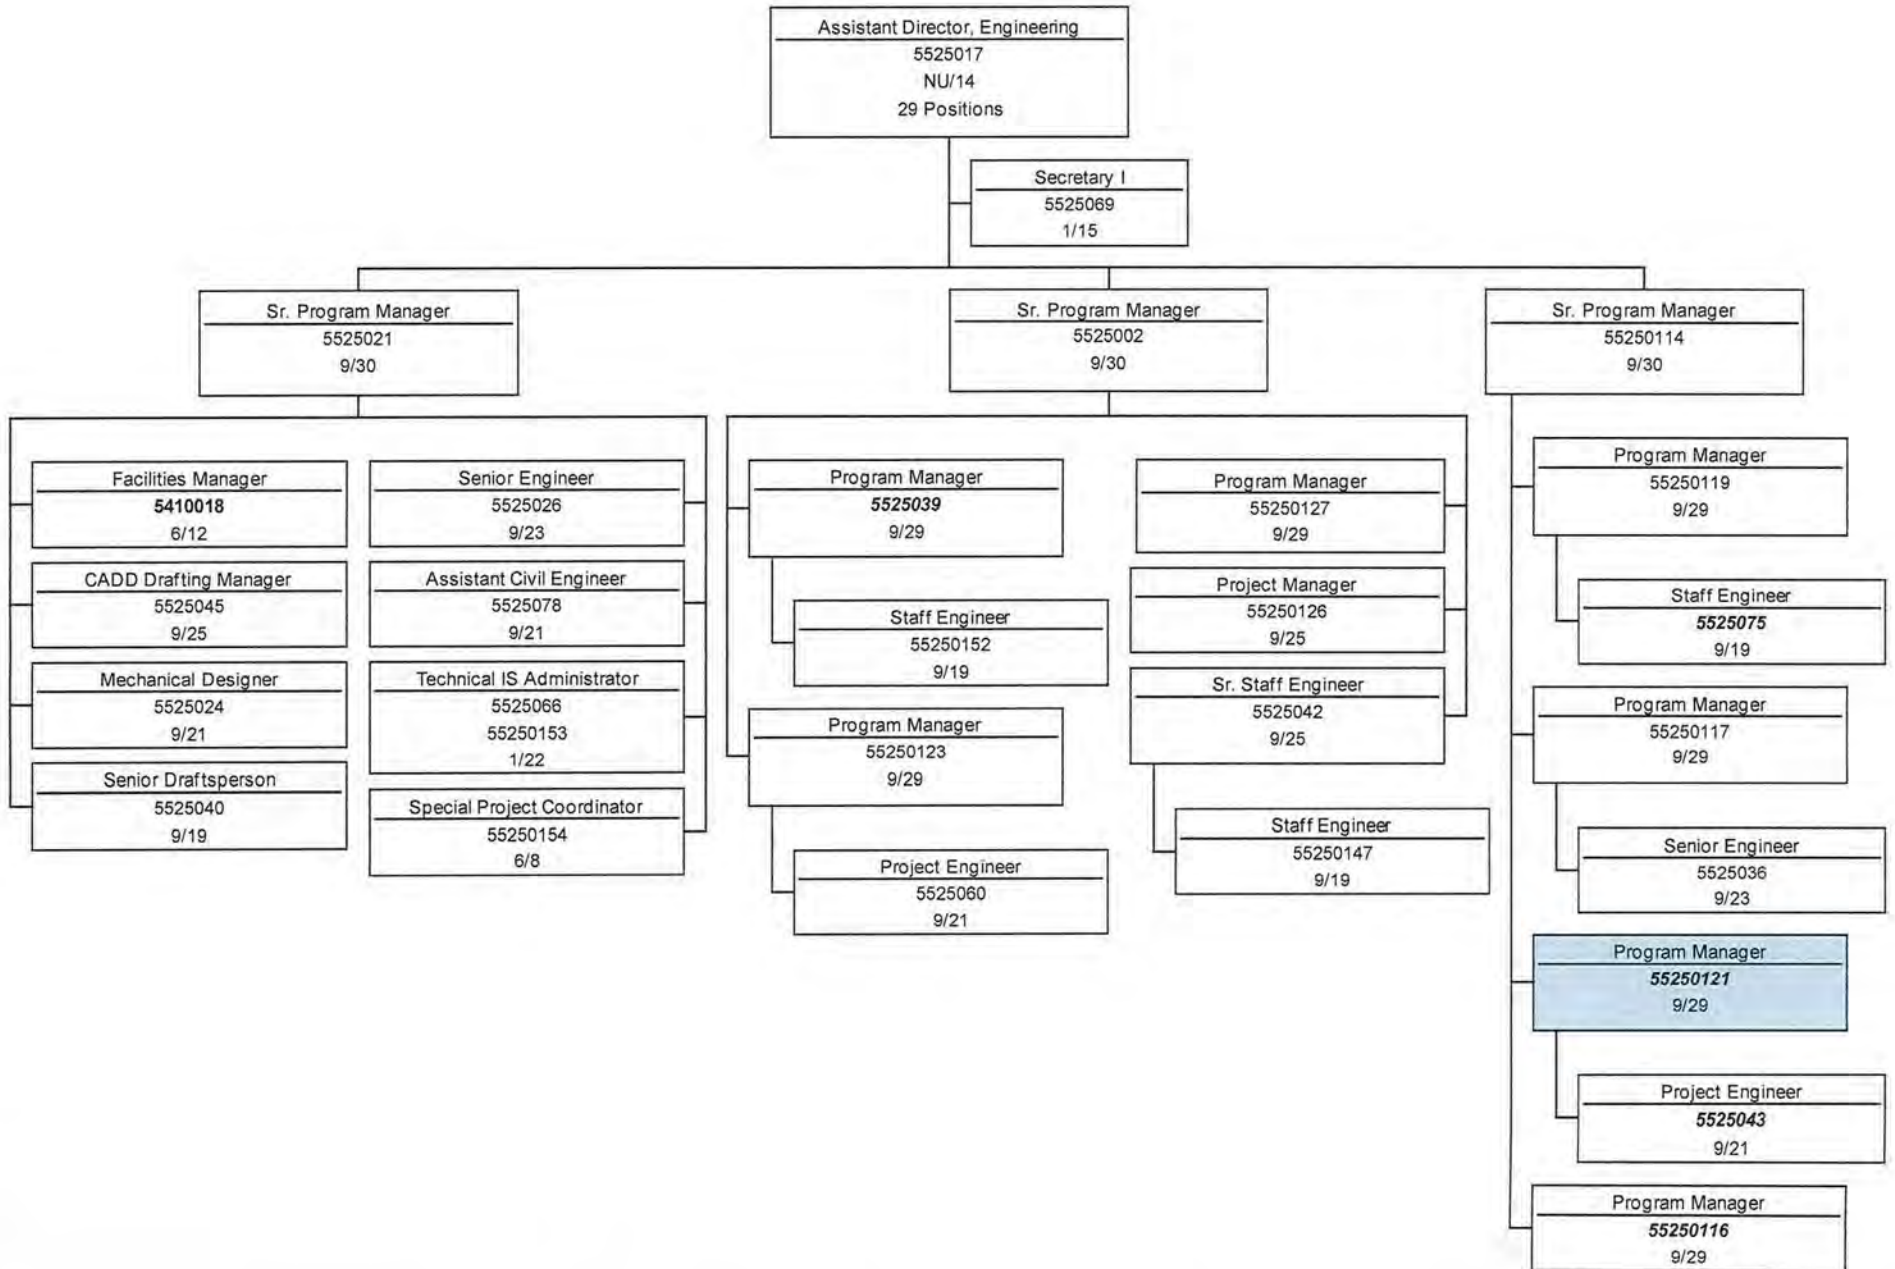 Assistant Director, Engineering
5525017
NU/14
29 Positions
Secretary I
5525069
1/15
Sr. Program Manager
5525021
9/30
Facilities Manager
5410018
6/12
CADD Drafting Manager
5525045
9/25
Mechanical Designer
5525024
9/21
Senior Draftsperson
5525040
9/19
Senior Engineer
5525026
9/23
Assistant Civil Engineer
5525078
9/21
Technical IS Administrator
5525066
55250153
1/22
Special Project Coordinator
55250154
6/8
Sr. Program Manager
5525002
9/30
Program Manager
5525039
9/29
Staff Engineer
55250152
9/19
Program Manager
55250123
9/29
Project Engineer
5525060
9/21
Program Manager
55250127
9/29
Project Manager
55250126
9/25
Sr. Staff Engineer
5525042
9/25
Staff Engineer
55250147
9/19
Sr. Program Manager
55250114
9/30
Program Manager
55250119
9/29
Staff Engineer
5525075
9/19
Program Manager
55250117
9/29
Senior Engineer
5525036
9/23
Program Manager
55250121
9/29
Project Engineer
5525043
9/21
Program Manager
55250116
9/29